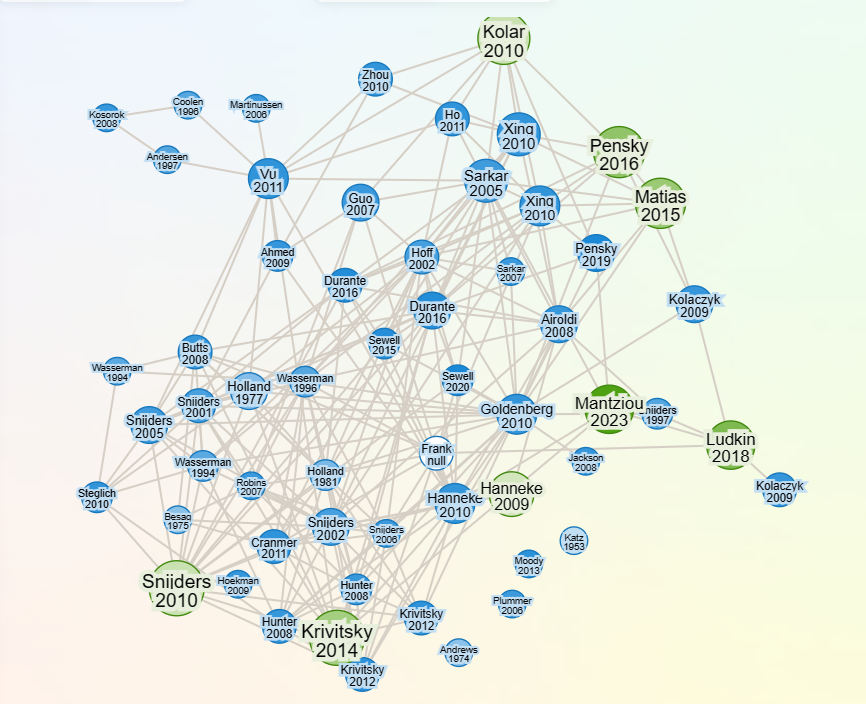 Kolar
2010
Zhou
2010
Kosorok
2008
Coolen
1996
Martinussen
2006
Ho
2011
Xing
2010
Pensky
2016
Andersen
1997
Vu
2011
Sarkar
2005
Guo
2007
Xing
2010
Matias
2015
Ahmed
2009
Hoff
2002
Sarkar
2007
Pensky
2019
Durante
2016
Durante
2016
Kolaczyk
2009
Airoldi
2008
Butts
2008
Sewell
2015
Wasserman
1994
Holland
1977
Wasserman
1996
Sewell
2020
Snijders
2001
Snijders
2005
Goldenberg
2010
Mantziou
2023
1997
Ludkin
2018
Frank
null
Wasserman
1994
Holland
1981
Jackson
2008
Steglich
2010
Robins
2007
Hanneke
2010
Hanneke
2009
Kolaczyk
2009
Besag
1975
Snijders
2002
Snijders
2006
Cranmer
2011
Katz
1953
Moody
2013
Snijders
2010
Hoekman
2009
Hunter
2008
Plummer
2006
Hunter
2008
Krivitsky
2014
Krivitsky
2012
Andrews
1974
Krivitsky
2012